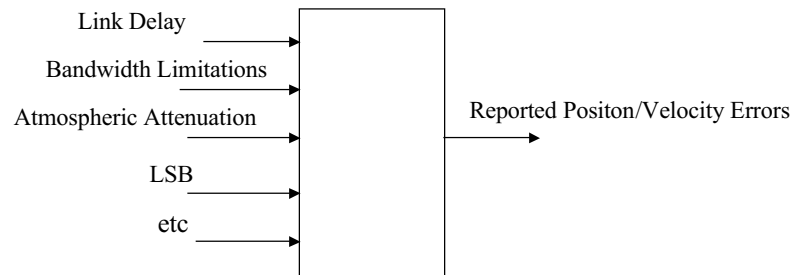 Link Delay
Bandwidth Limitations
Atmospheric Attenuation
LSB
etc
Reported Positon/Velocity Errors